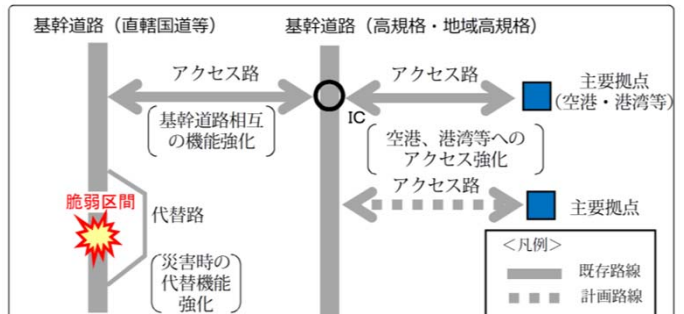 基幹道路（直轄国道等）
基幹道路（高規格・地域高規格）
アクセス路
アクセス路
主要拠点
（空港・港湾等）
IC
基幹道路相互
の機能強化
空港、港湾等への
アクセス強化
アクセス路
脆弱区間
代替路
主要拠点
災害時の
代替機能
強化
＜凡例＞
既存路線
計画路線